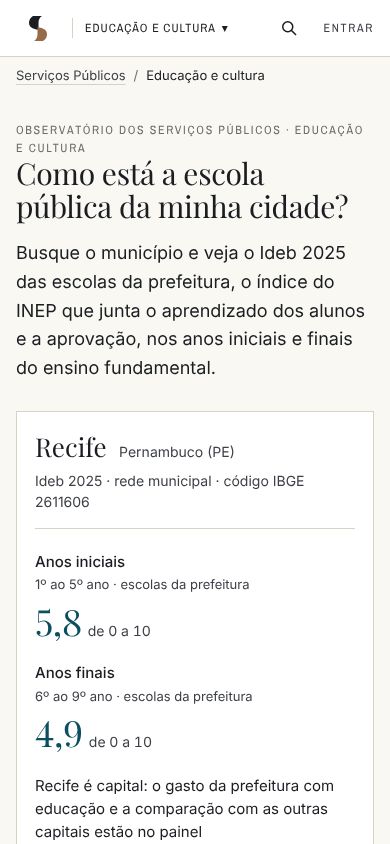 EDUCAÇÃO E CULTURA ▾
ENTRAR
Serviços Públicos / Educação e cultura
OBSERVATÓRIO DOS SERVIÇOS PÚBLICOS · EDUCAÇÃO
E CULTURA
Como está a escola
pública da minha cidade?
Busque o município e veja o Ideb 2025
das escolas da prefeitura, o índice do
INEP que junta o aprendizado dos alunos
e a aprovação, nos anos iniciais e finais
do ensino fundamental.
Recife Pernambuco (PE)
Ideb 2025 · rede municipal · código IBGE
2611606
Anos iniciais
1º ao 5º ano · escolas da prefeitura
5,8 de 0 a 10
Anos finais
6º ao 9º ano · escolas da prefeitura
4,9 de 0 a 10
Recife é capital: o gasto da prefeitura com
educação e a comparação com as outras
capitais estão no painel